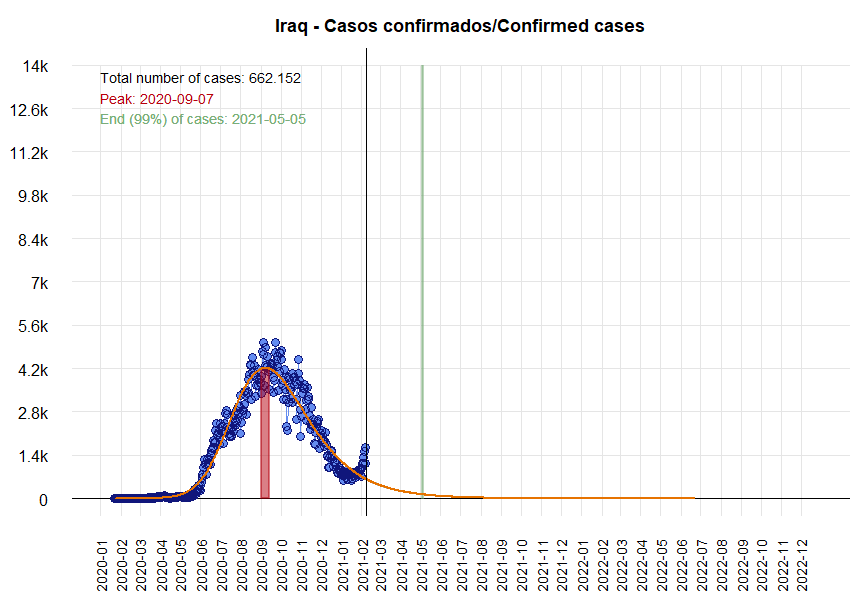 Iraq - Casos confirmados/Confirmed cases
14k
Total number of cases: 662.152
Peak: 2020-09-07
12.6k
End (99%) of cases: 2021-05-05
11.2k
9.8k
8.4k
7k
5.6k
4.2k
2.8k
1.4k
0
2020-01
2020-02
2020-03
2020-04
2020-05
2020-06
2020-07
2020-08
2020-09
2020-10
2020-11
2020-12
2021-01
2021-02
2021-03
2021-04
2021-05
2021-06
2021-07
2021-08
2021-09
2021-10
2021-11
2021-12
2022-01
2022-02
2022-03
2022-04
2022-05
2022-06
2022-07
2022-08
2022-09
2022-10
2022-11
2022-12